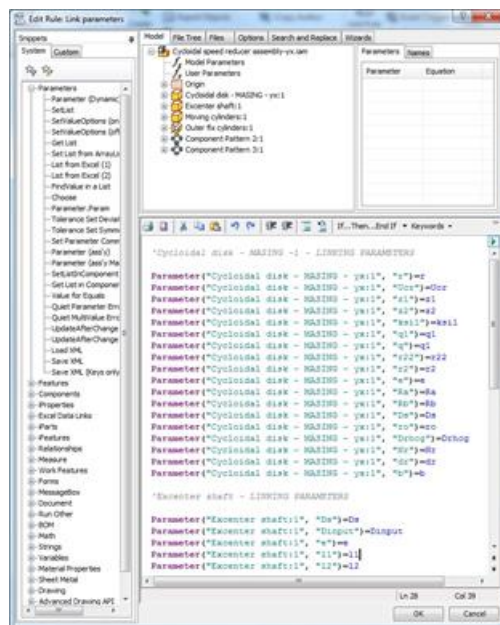 Edit Rule: Link parameters
Snippets
System Custom
Parameters
Parameter (Dynamic)
SetList
SetValueOptions (on
SetValueOptions (off
Get List
Set List from ArrayLis
List from Excel (1)
List from Excel (2)
FindValue in a List
Choose
Parameter.Param
Tolerance Set Deviat
Tolerance Set Symme
Set Parameter Comm
Parameter (ass'y)
Parameter (ass'y Ma
SetListInComponent
Get List in Component
Value for Equals
Quiet Parameter Erro
Quiet MultiValue Erro
UpdateAfterChange
UpdateAfterChange
Load XML
Save XML
Save XML (Keys only
Features
Components
iProperties
Excel Data Links
iParts
iFeatures
Relationships
Measure
Work Features
Forms
MessageBox
Document
Run Other
BOM
Math
Strings
Variables
Material Properties
Sheet Metal
Drawing
Advanced Drawing API
Model File Tree Files Options Search and Replace Wizards
Cycloidal speed reducer assembly-yx.iam
Model Parameters
User Parameters
Origin
Cycloidal disk - MASING - yx:1
Excenter shaft:1
Moving cylinders:1
Outer fix cylinders:1
Component Pattern 2:1
Component Pattern 3:1
Parameters Names
Parameter Equation
If...Then...End If Keywords
'Cycloidal disk - MASING -1 - LINKING PARAMETERS
Parameter("Cycloidal disk - MASING - yx:1", "r")=r
Parameter("Cycloidal disk - MASING - yx:1", "Ucr")=Ucr
Parameter("Cycloidal disk - MASING - yx:1", "z1")=z1
Parameter("Cycloidal disk - MASING - yx:1", "z2")=z2
Parameter("Cycloidal disk - MASING - yx:1", "ksi1")=ksi1
Parameter("Cycloidal disk - MASING - yx:1", "q1")=q1
Parameter("Cycloidal disk - MASING - yx:1", "q")=q1
Parameter("Cycloidal disk - MASING - yx:1", "r22")=r22
Parameter("Cycloidal disk - MASING - yx:1", "r2")=r2
Parameter("Cycloidal disk - MASING - yx:1", "e")=e
Parameter("Cycloidal disk - MASING - yx:1", "Ra")=Ra
Parameter("Cycloidal disk - MASING - yx:1", "Rb")=Rb
Parameter("Cycloidal disk - MASING - yx:1", "Ds")=Ds
Parameter("Cycloidal disk - MASING - yx:1", "ro")=ro
Parameter("Cycloidal disk - MASING - yx:1", "Drhog")=Drhog
Parameter("Cycloidal disk - MASING - yx:1", "Nr")=Nr
Parameter("Cycloidal disk - MASING - yx:1", "dr")=dr
Parameter("Cycloidal disk - MASING - yx:1", "b")=b
'Excenter shaft - LINKING PARAMETERS
Parameter("Excenter shaft:1", "Ds")=Ds
Parameter("Excenter shaft:1", "Dinput")=Dinput
Parameter("Excenter shaft:1", "e")=e
Parameter("Excenter shaft:1", "l1")=l1
Parameter("Excenter shaft:1", "l2")=l2
Ln 28 Col 39
OK Cancel